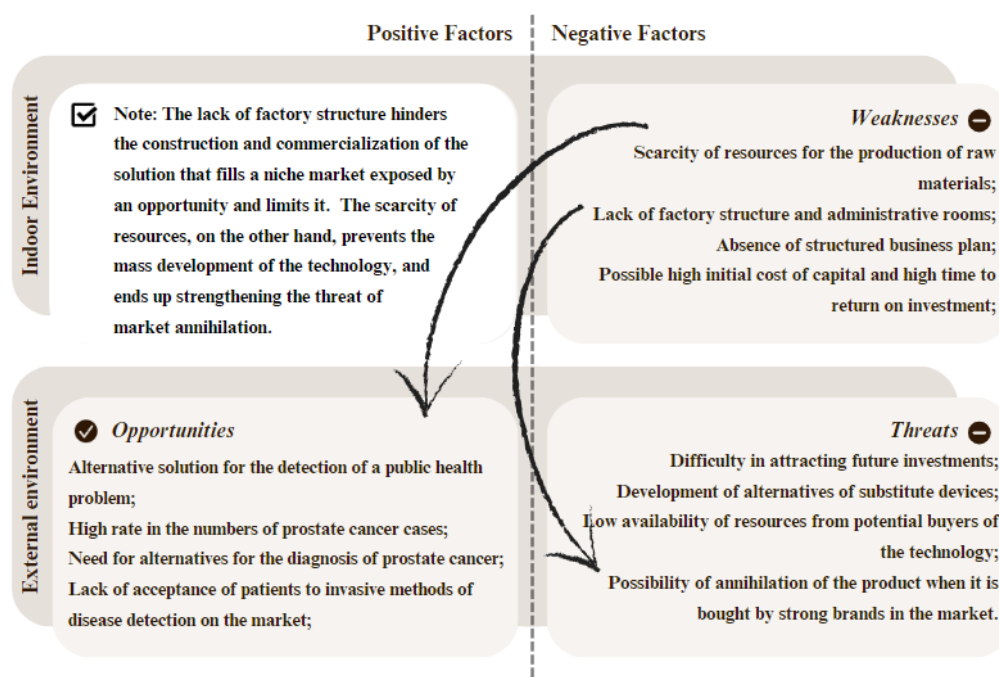 Positive Factors
Negative Factors
Indoor Environment
Note: The lack of factory structure hinders
the construction and commercialization of the
solution that fills a niche market exposed by
an opportunity and limits it. The scarcity of
resources, on the other hand, prevents the
mass development of the technology, and
ends up strengthening the threat of
market annihilation.
Weaknesses
Scarcity of resources for the production of raw
materials;
Lack of factory structure and administrative rooms;
Absence of structured business plan;
Possible high initial cost of capital and high time to
return on investment;
External environment
Opportunities
Alternative solution for the detection of a public health
problem;
High rate in the numbers of prostate cancer cases;
Need for alternatives for the diagnosis of prostate cancer;
Lack of acceptance of patients to invasive methods of
disease detection on the market;
Threats
Difficulty in attracting future investments;
Development of alternatives of substitute devices;
Low availability of resources from potential buyers of
the technology;
Possibility of annihilation of the product when it is
bought by strong brands in the market.